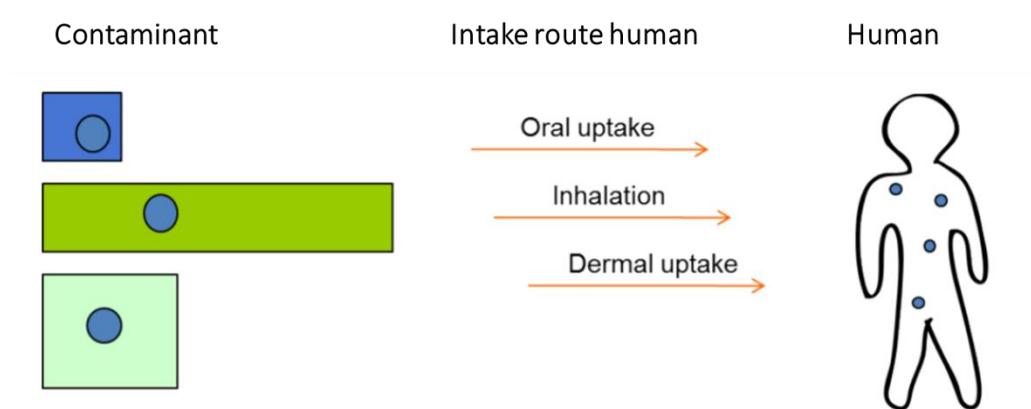 Contaminant
Intake route human
Human
Oral uptake
Inhalation
Dermal uptake